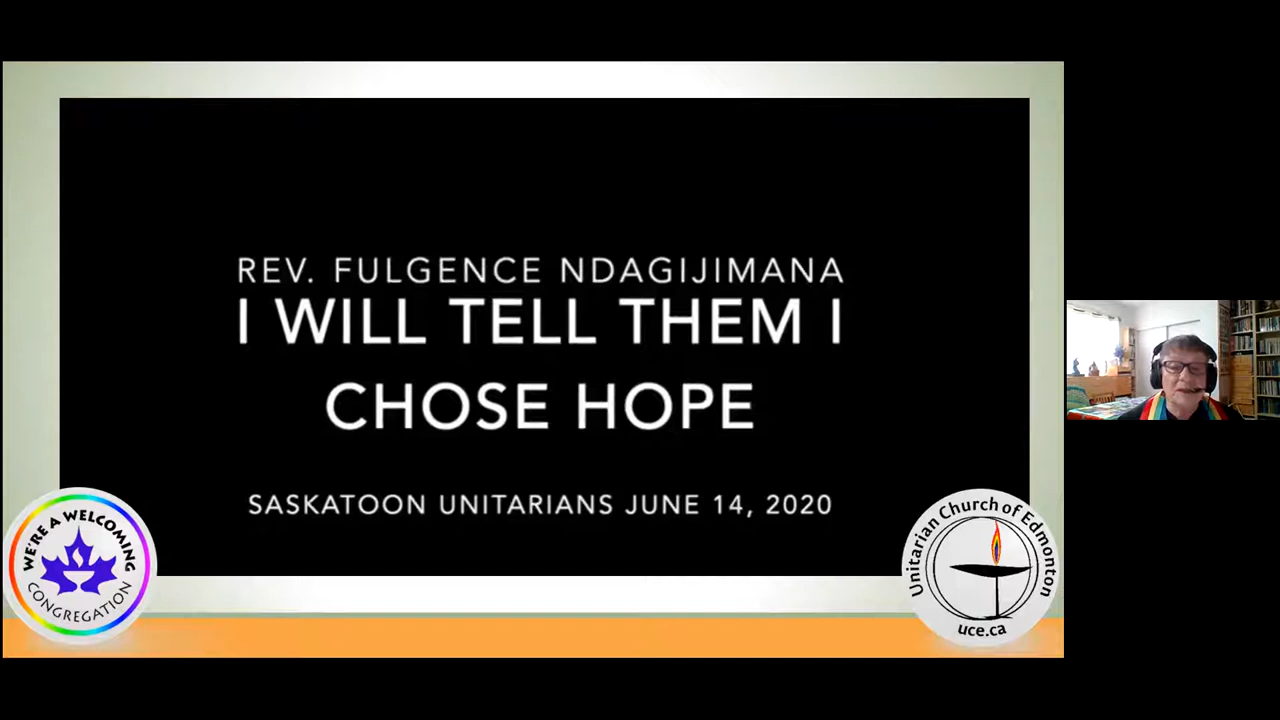 REV. FULGENCE NDAGIJIMANA
I WILL TELL THEM I
CHOSE HOPE
SASKATOON UNITARIANS JUNE 14, 2020
WE'RE A WELCOMING
CONGREGATION
Unitarian Church of Edmonton
uce.ca